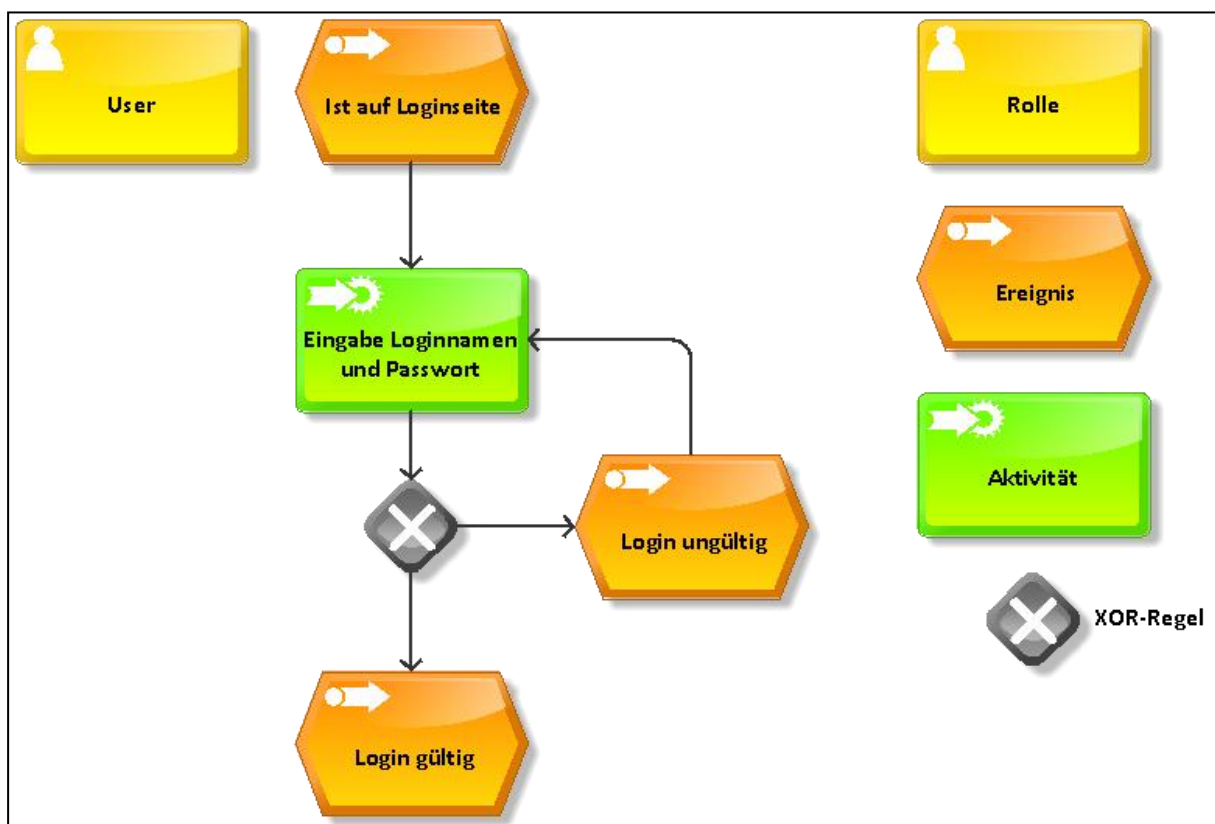 User
Ist auf Loginseite
Rolle
Ereignis
Eingabe Loginnamen
und Passwort
Aktivität
Login ungültig
XOR-Regel
Login gültig